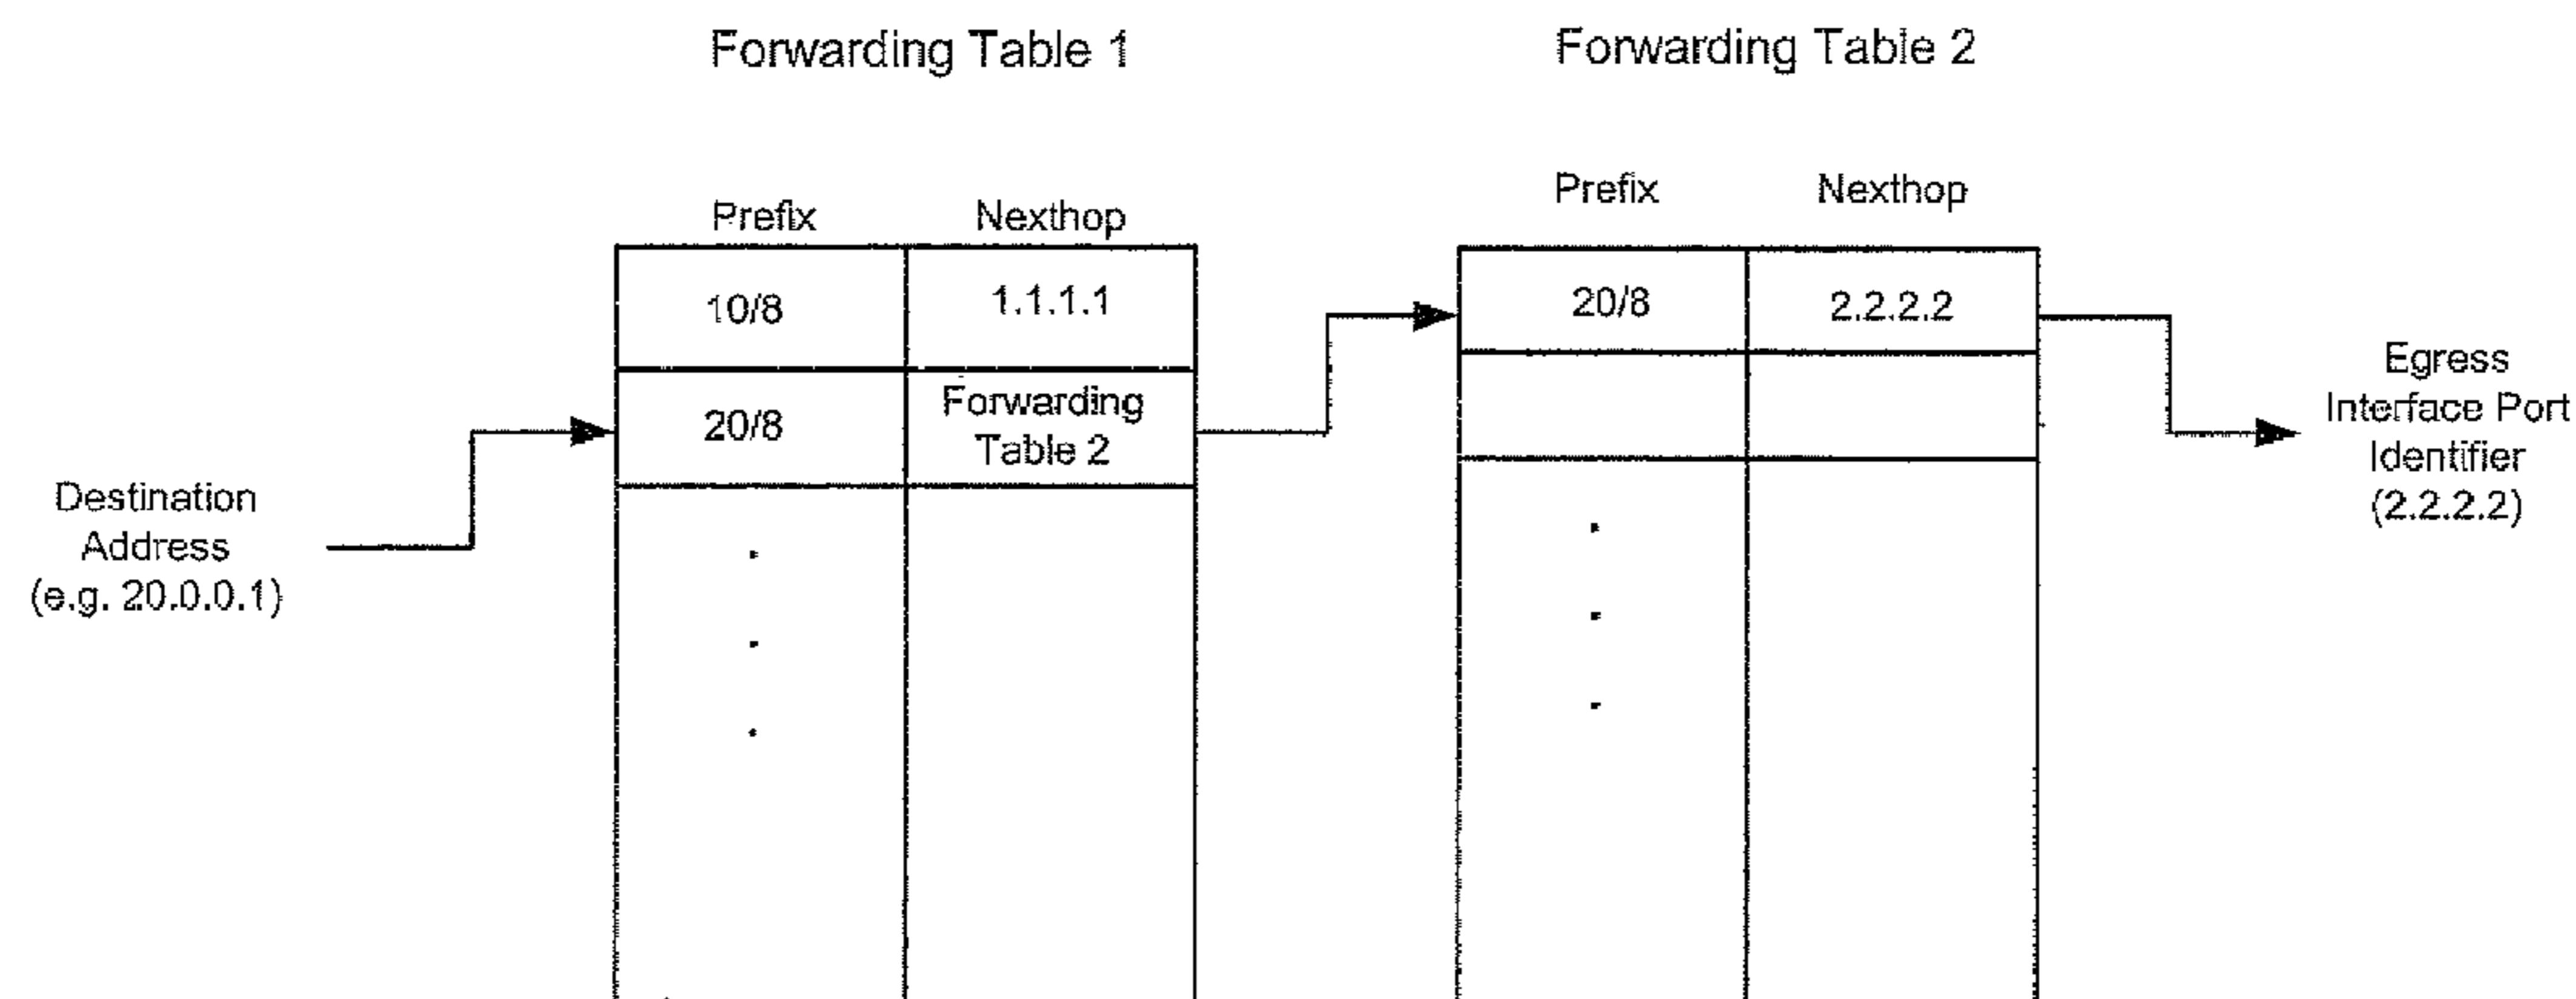 Forwarding Table 1
Forwarding Table 2
Prefix
Nexthop
Prefix
Nexthop
10/8
1.1.1.1
20/8
Forwarding
Table 2
20/8
2.2.2.2
Destination
Address
(e.g. 20.0.0.1)
Egress
Interface Port
Identifier
(2.2.2.2)